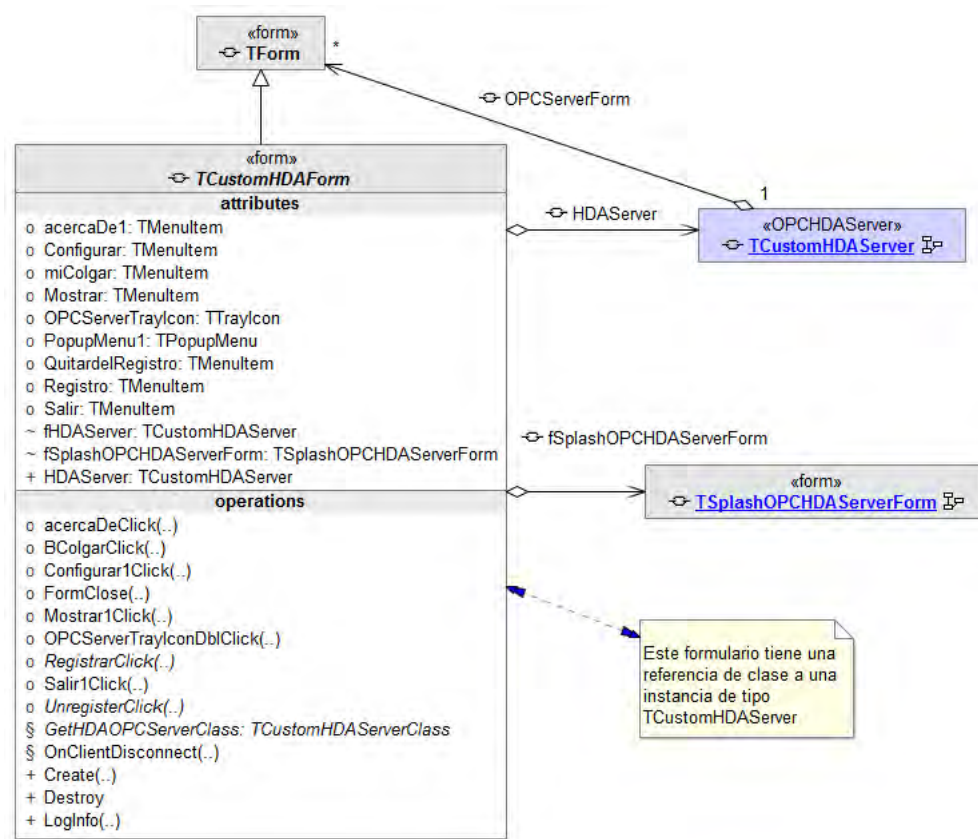 «form»
TForm
*
OPCServerForm
1
«form»
TCustomHDAForm
attributes
o acercaDe1: TMenuItem
o Configurar: TMenuItem
o miColgar: TMenuItem
o Mostrar: TMenuItem
o OPCServerTrayIcon: TTrayIcon
o PopupMenu1: TPopupMenu
o QuitardelRegistro: TMenuItem
o Registro: TMenuItem
o Salir: TMenuItem
~ fHDAServer: TCustomHDAServer
~ fSplashOPCHDAServerForm: TSplashOPCHDAServerForm
+ HDAServer: TCustomHDAServer
operations
o acercaDeClick(..)
o BColgarClick(..)
o Configurar1Click(..)
o FormClose(..)
o Mostrar1Click(..)
o OPCServerTrayIconDblClick(..)
o RegistrarClick(..)
o Salir1Click(..)
o UnregisterClick(..)
§ GetHDAOPCServerClass: TCustomHDAServerClass
§ OnClientDisconnect(..)
+ Create(..)
+ Destroy
+ LogInfo(..)
HDAServer
«OPCHDAServer»
TCustomHDAServer
fSplashOPCHDAServerForm
«form»
TSplashOPCHDAServerForm
Este formulario tiene una
referencia de clase a una
instancia de tipo
TCustomHDAServer